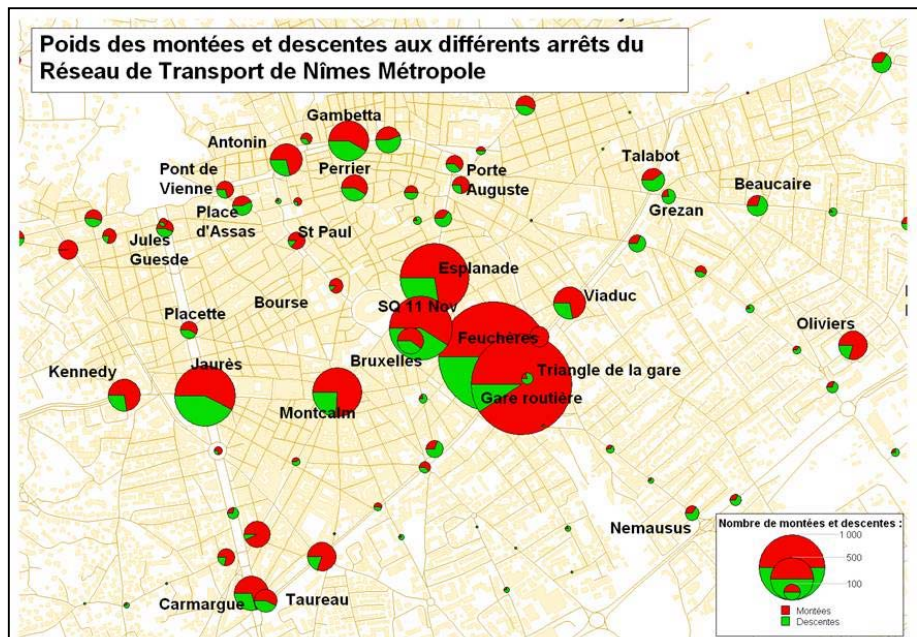 Poids des montées et descentes aux différents arrêts du
Réseau de Transport de Nîmes Métropole
Gambetta
Antonin
Pont de
Vienne
Perrier
Porte
Auguste
Talabot
Beaucaire
Grezan
Place
d'Assas
Jules
Guesde
St Paul
Esplanade
Bourse
SQ 11 Nov
Viaduc
Placette
Feuchères
Oliviers
Bruxelles
Kennedy
Jaurès
Triangle de la gare
Montcalm
Gare routière
Nemausus
Carmargue
Taureau
Nombre de montées et descentes :
1 000
500
100
Montées
Descentes